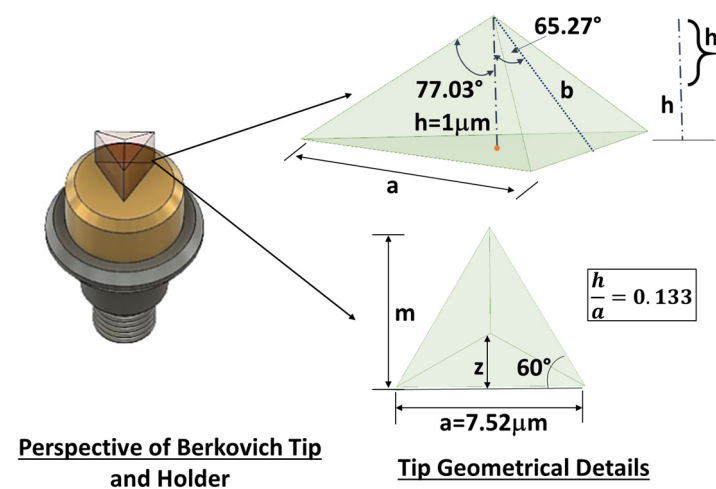 65.27°
77.03°
h=1μm
b
h
h
a
m
z
60°
a=7.52μm
h/a = 0.133
Perspective of Berkovich Tip
and Holder
Tip Geometrical Details